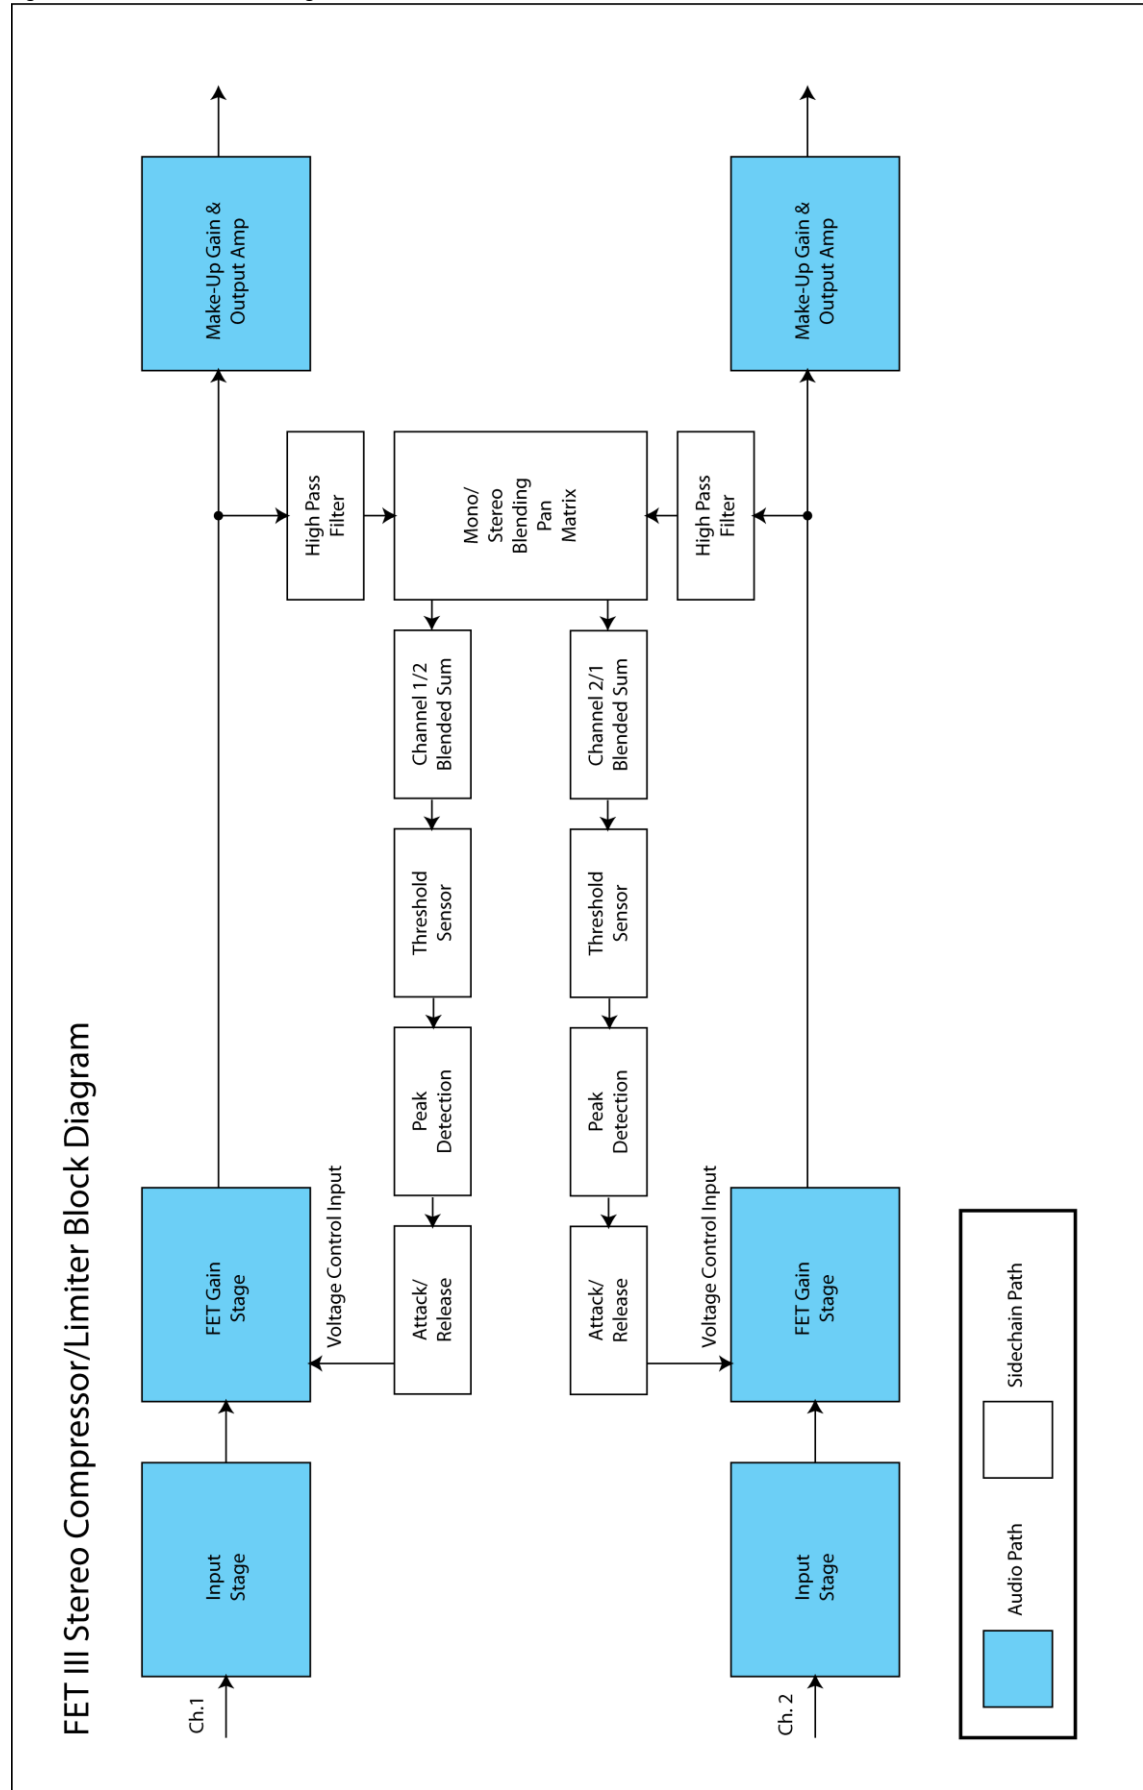 FET III Stereo Compressor/Limiter Block Diagram
Ch.1
Input
Stage
FET Gain
Stage
Make-Up Gain &
Output Amp
Voltage Control Input
High Pass
Filter
Attack/
Release
Peak
Detection
Threshold
Sensor
Channel 1/2
Blended Sum
Mono/
Stereo
Blending
Pan
Matrix
Attack/
Release
Peak
Detection
Threshold
Sensor
Channel 2/1
Blended Sum
Voltage Control Input
High Pass
Filter
Ch. 2
Input
Stage
FET Gain
Stage
Make-Up Gain &
Output Amp
Audio Path
Sidechain Path